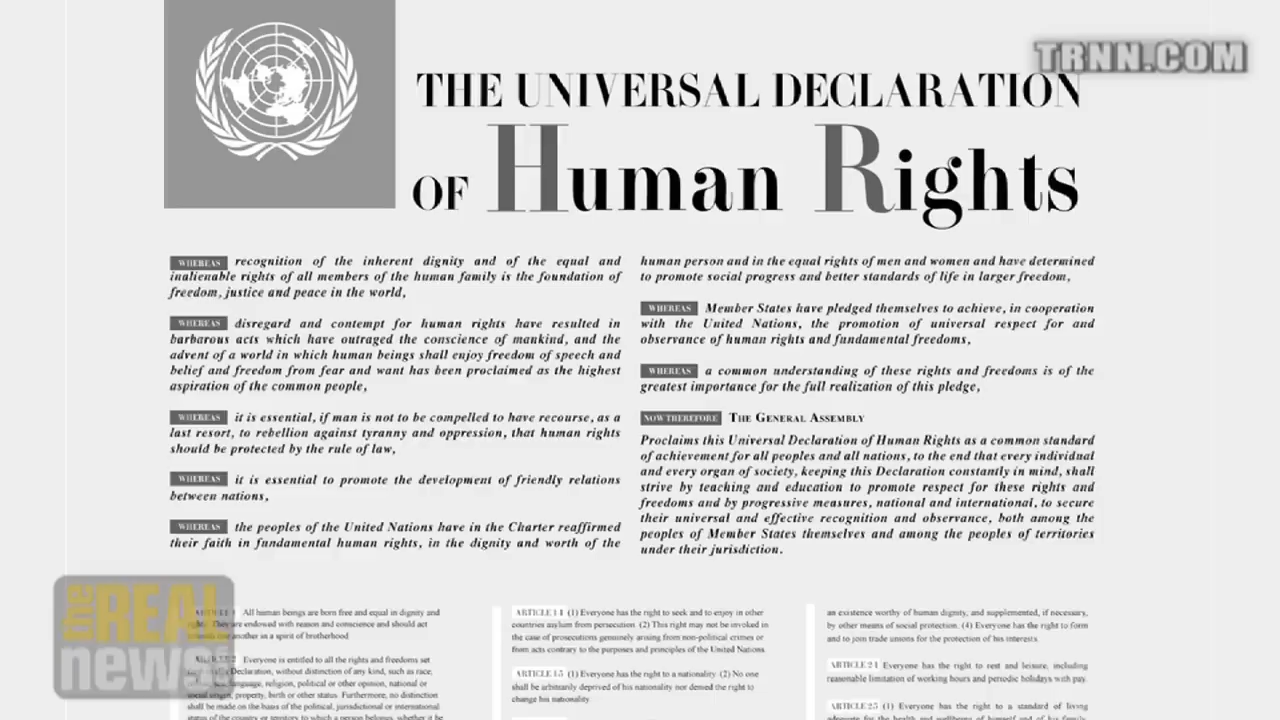 TRNN.COM
THE UNIVERSAL DECLARATION
OF Human Rights
WHEREAS recognition of the inherent dignity and of the equal and
inalienable rights of all members of the human family is the foundation of
freedom, justice and peace in the world,
WHEREAS disregard and contempt for human rights have resulted in
barbarous acts which have outraged the conscience of mankind, and the
advent of a world in which human beings shall enjoy freedom of speech and
belief and freedom from fear and want has been proclaimed as the highest
aspiration of the common people,
WHEREAS it is essential, if man is not to be compelled to have recourse, as a
last resort, to rebellion against tyranny and oppression, that human rights
should be protected by the rule of law,
WHEREAS it is essential to promote the development of friendly relations
between nations,
WHEREAS the peoples of the United Nations have in the Charter reaffirmed
their faith in fundamental human rights, in the dignity and worth of the
human person and in the equal rights of men and women and have determined
to promote social progress and better standards of life in larger freedom,
WHEREAS Member States have pledged themselves to achieve, in cooperation
with the United Nations, the promotion of universal respect for and
observance of human rights and fundamental freedoms,
WHEREAS a common understanding of these rights and freedoms is of the
greatest importance for the full realization of this pledge,
NOW THEREFORE THE GENERAL ASSEMBLY
Proclaims this Universal Declaration of Human Rights as a common standard
of achievement for all peoples and all nations, to the end that every individual
and every organ of society, keeping this Declaration constantly in mind, shall
strive by teaching and education to promote respect for these rights and
freedoms and by progressive measures, national and international, to secure
their universal and effective recognition and observance, both among the
peoples of Member States themselves and among the peoples of territories
under their jurisdiction.
the REAL
news
All human beings are born free and equal in dignity and
They are endowed with reason and conscience and should act
another in a spirit of brotherhood.
Everyone is entitled to all the rights and freedoms set
Declaration, without distinction of any kind, such as race,
language, religion, political or other opinion, national or
origin, property, birth or other status. Furthermore, no distinction
shall be made on the basis of the political, jurisdictional or international
status of the country or territory to which a person belongs, whether it be
ARTICLE 14 (1) Everyone has the right to seek and to enjoy in other
countries asylum from persecution. (2) This right may not be invoked in
the case of prosecutions genuinely arising from non-political crimes or
from acts contrary to the purposes and principles of the United Nations.
ARTICLE 15 (1) Everyone has the right to a nationality. (2) No one
shall be arbitrarily deprived of his nationality nor denied the right to
change his nationality.
an existence worthy of human dignity, and supplemented, if necessary,
by other means of social protection. (4) Everyone has the right to form
and to join trade unions for the protection of his interests.
ARTICLE 24 Everyone has the right to rest and leisure, including
reasonable limitation of working hours and periodic holidays with pay.
ARTICLE 25 (1) Everyone has the right to a standard of living
adequate for the health and wellbeing of himself and of his family,